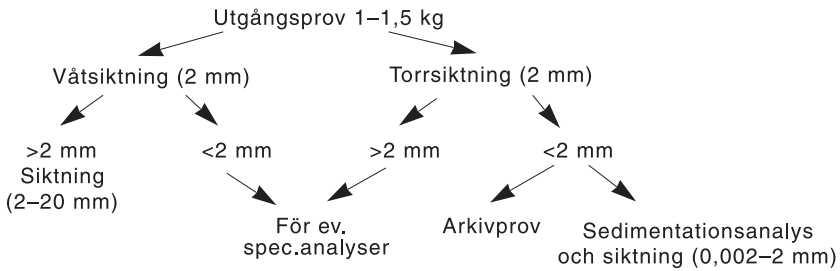 Utgångsprov 1–1,5 kg
Våtsiktning (2 mm)
Torrsiktning (2 mm)
>2 mm
Siktning
(2–20 mm)
<2 mm
>2 mm
<2 mm
För ev.
spec.analyser
Arkivprov
Sedimentationsanalys
och siktning (0,002–2 mm)